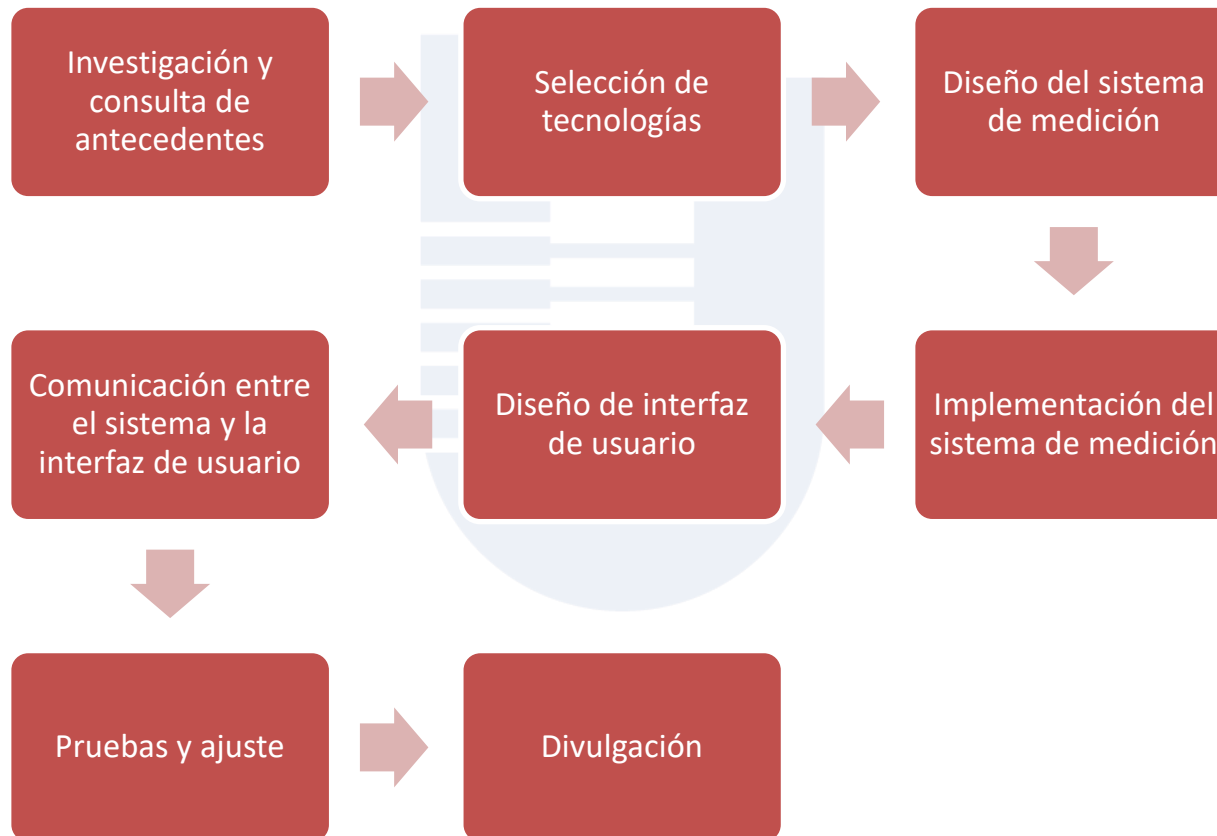 Investigación y
consulta de
antecedentes
Selección de
tecnologías
Diseño del sistema
de medición
Implementación del
sistema de medición
Diseño de interfaz
de usuario
Comunicación entre
el sistema y la
interfaz de usuario
Pruebas y ajuste
Divulgación